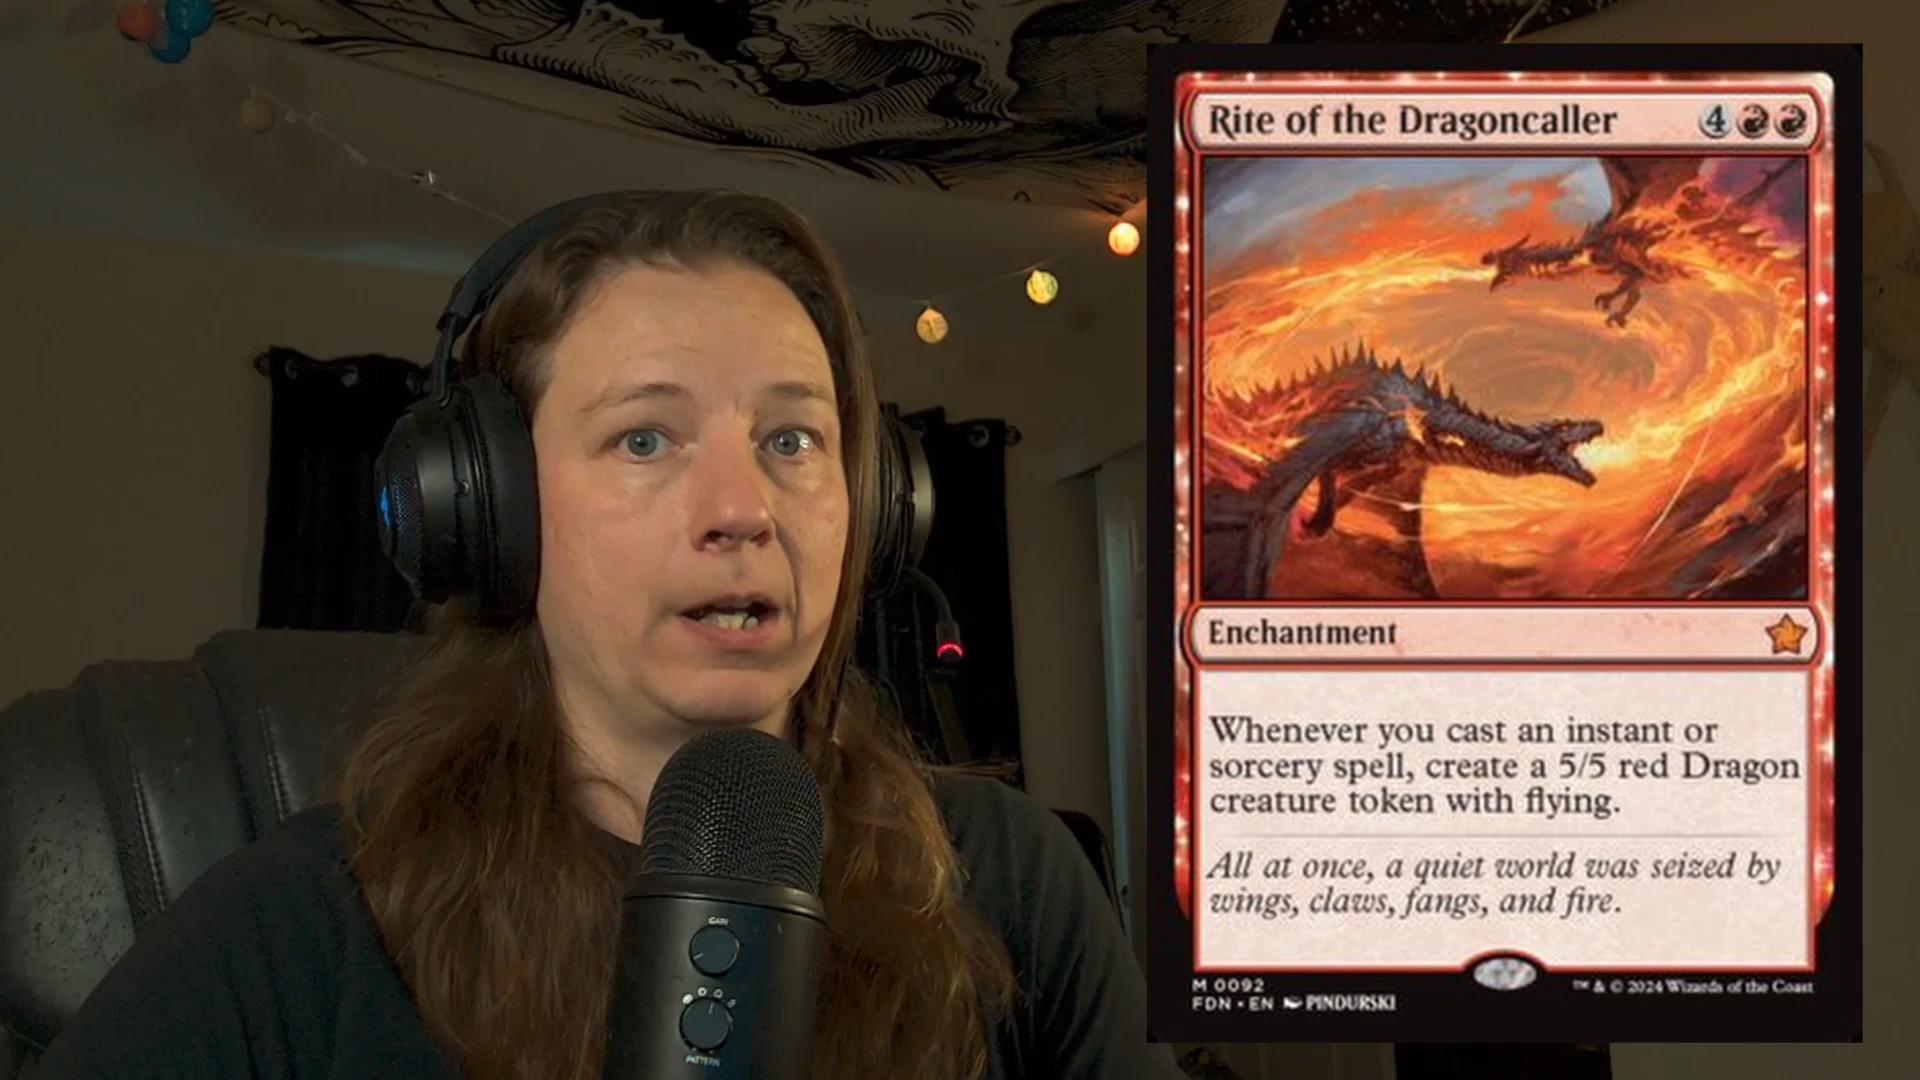 Rite of the Dragoncaller 4
Enchantment
Whenever you cast an instant or
sorcery spell, create a 5/5 red Dragon
creature token with flying.
All at once, a quiet world was seized by
wings, claws, fangs, and fire.
M 0092
FDN • EN PINDURSKI
™ & © 2024 Wizards of the Coast
GAIN
PATTERN